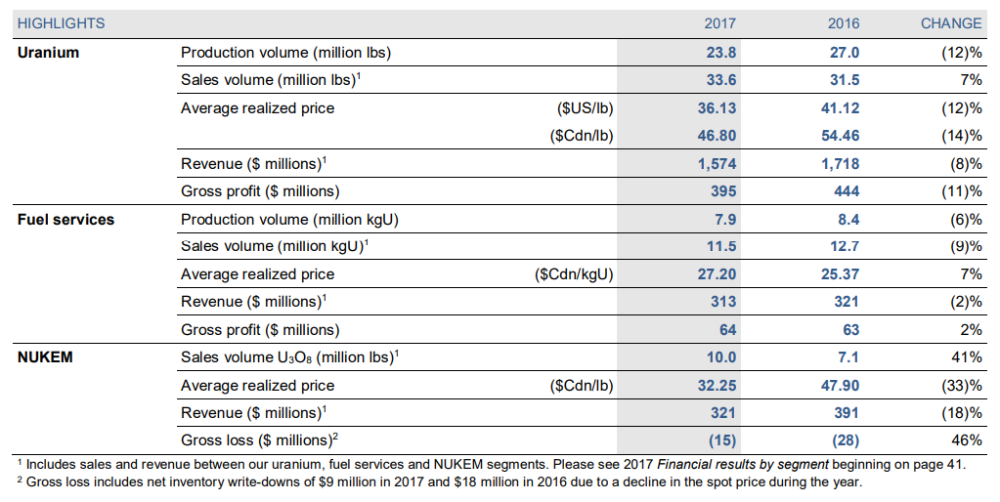 HIGHLIGHTS 2017 2016 CHANGE
Uranium Production volume (million lbs) 23.8 27.0 (12)%
Sales volume (million lbs)¹ 33.6 31.5 7%
Average realized price ($US/lb) 36.13 41.12 (12)%
($Cdn/lb) 46.80 54.46 (14)%
Revenue ($ millions)¹ 1,574 1,718 (8)%
Gross profit ($ millions) 395 444 (11)%
Fuel services Production volume (million kgU) 7.9 8.4 (6)%
Sales volume (million kgU)¹ 11.5 12.7 (9)%
Average realized price ($Cdn/kgU) 27.20 25.37 7%
Revenue ($ millions)¹ 313 321 (2)%
Gross profit ($ millions) 64 63 2%
NUKEM Sales volume U₃O₈ (million lbs)¹ 10.0 7.1 41%
Average realized price ($Cdn/lb) 32.25 47.90 (33)%
Revenue ($ millions)¹ 321 391 (18)%
Gross loss ($ millions)² (15) (28) 46%
¹ Includes sales and revenue between our uranium, fuel services and NUKEM segments. Please see 2017 Financial results by segment beginning on page 41.
² Gross loss includes net inventory write-downs of $9 million in 2017 and $18 million in 2016 due to a decline in the spot price during the year.